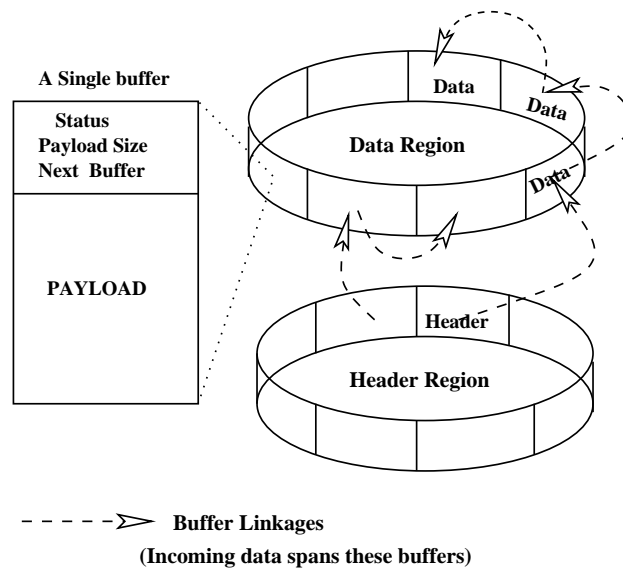 A Single buffer
Status
Payload Size
Next Buffer
PAYLOAD
Data
Data
Data Region
Data
Header
Header Region
Buffer Linkages
(Incoming data spans these buffers)